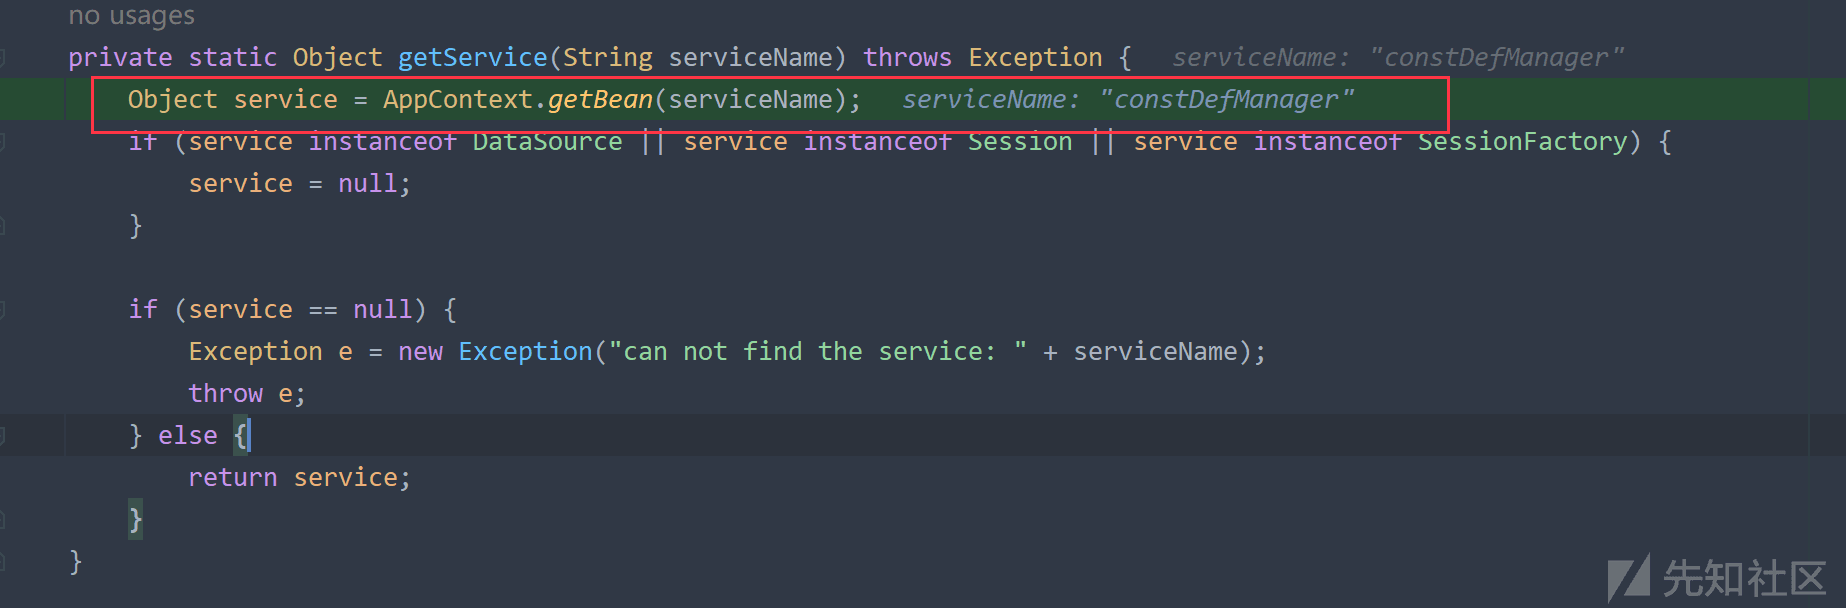 no usages
private static Object getService(String serviceName) throws Exception { serviceName: "constDefManager"
Object service = AppContext.getBean(serviceName); serviceName: "constDefManager"
if (service instanceof DataSource || service instanceof Session || service instanceof SessionFactory) {
service = null;
}
if (service == null) {
Exception e = new Exception("can not find the service: " + serviceName);
throw e;
} else {
return service;
}
}
先知社区